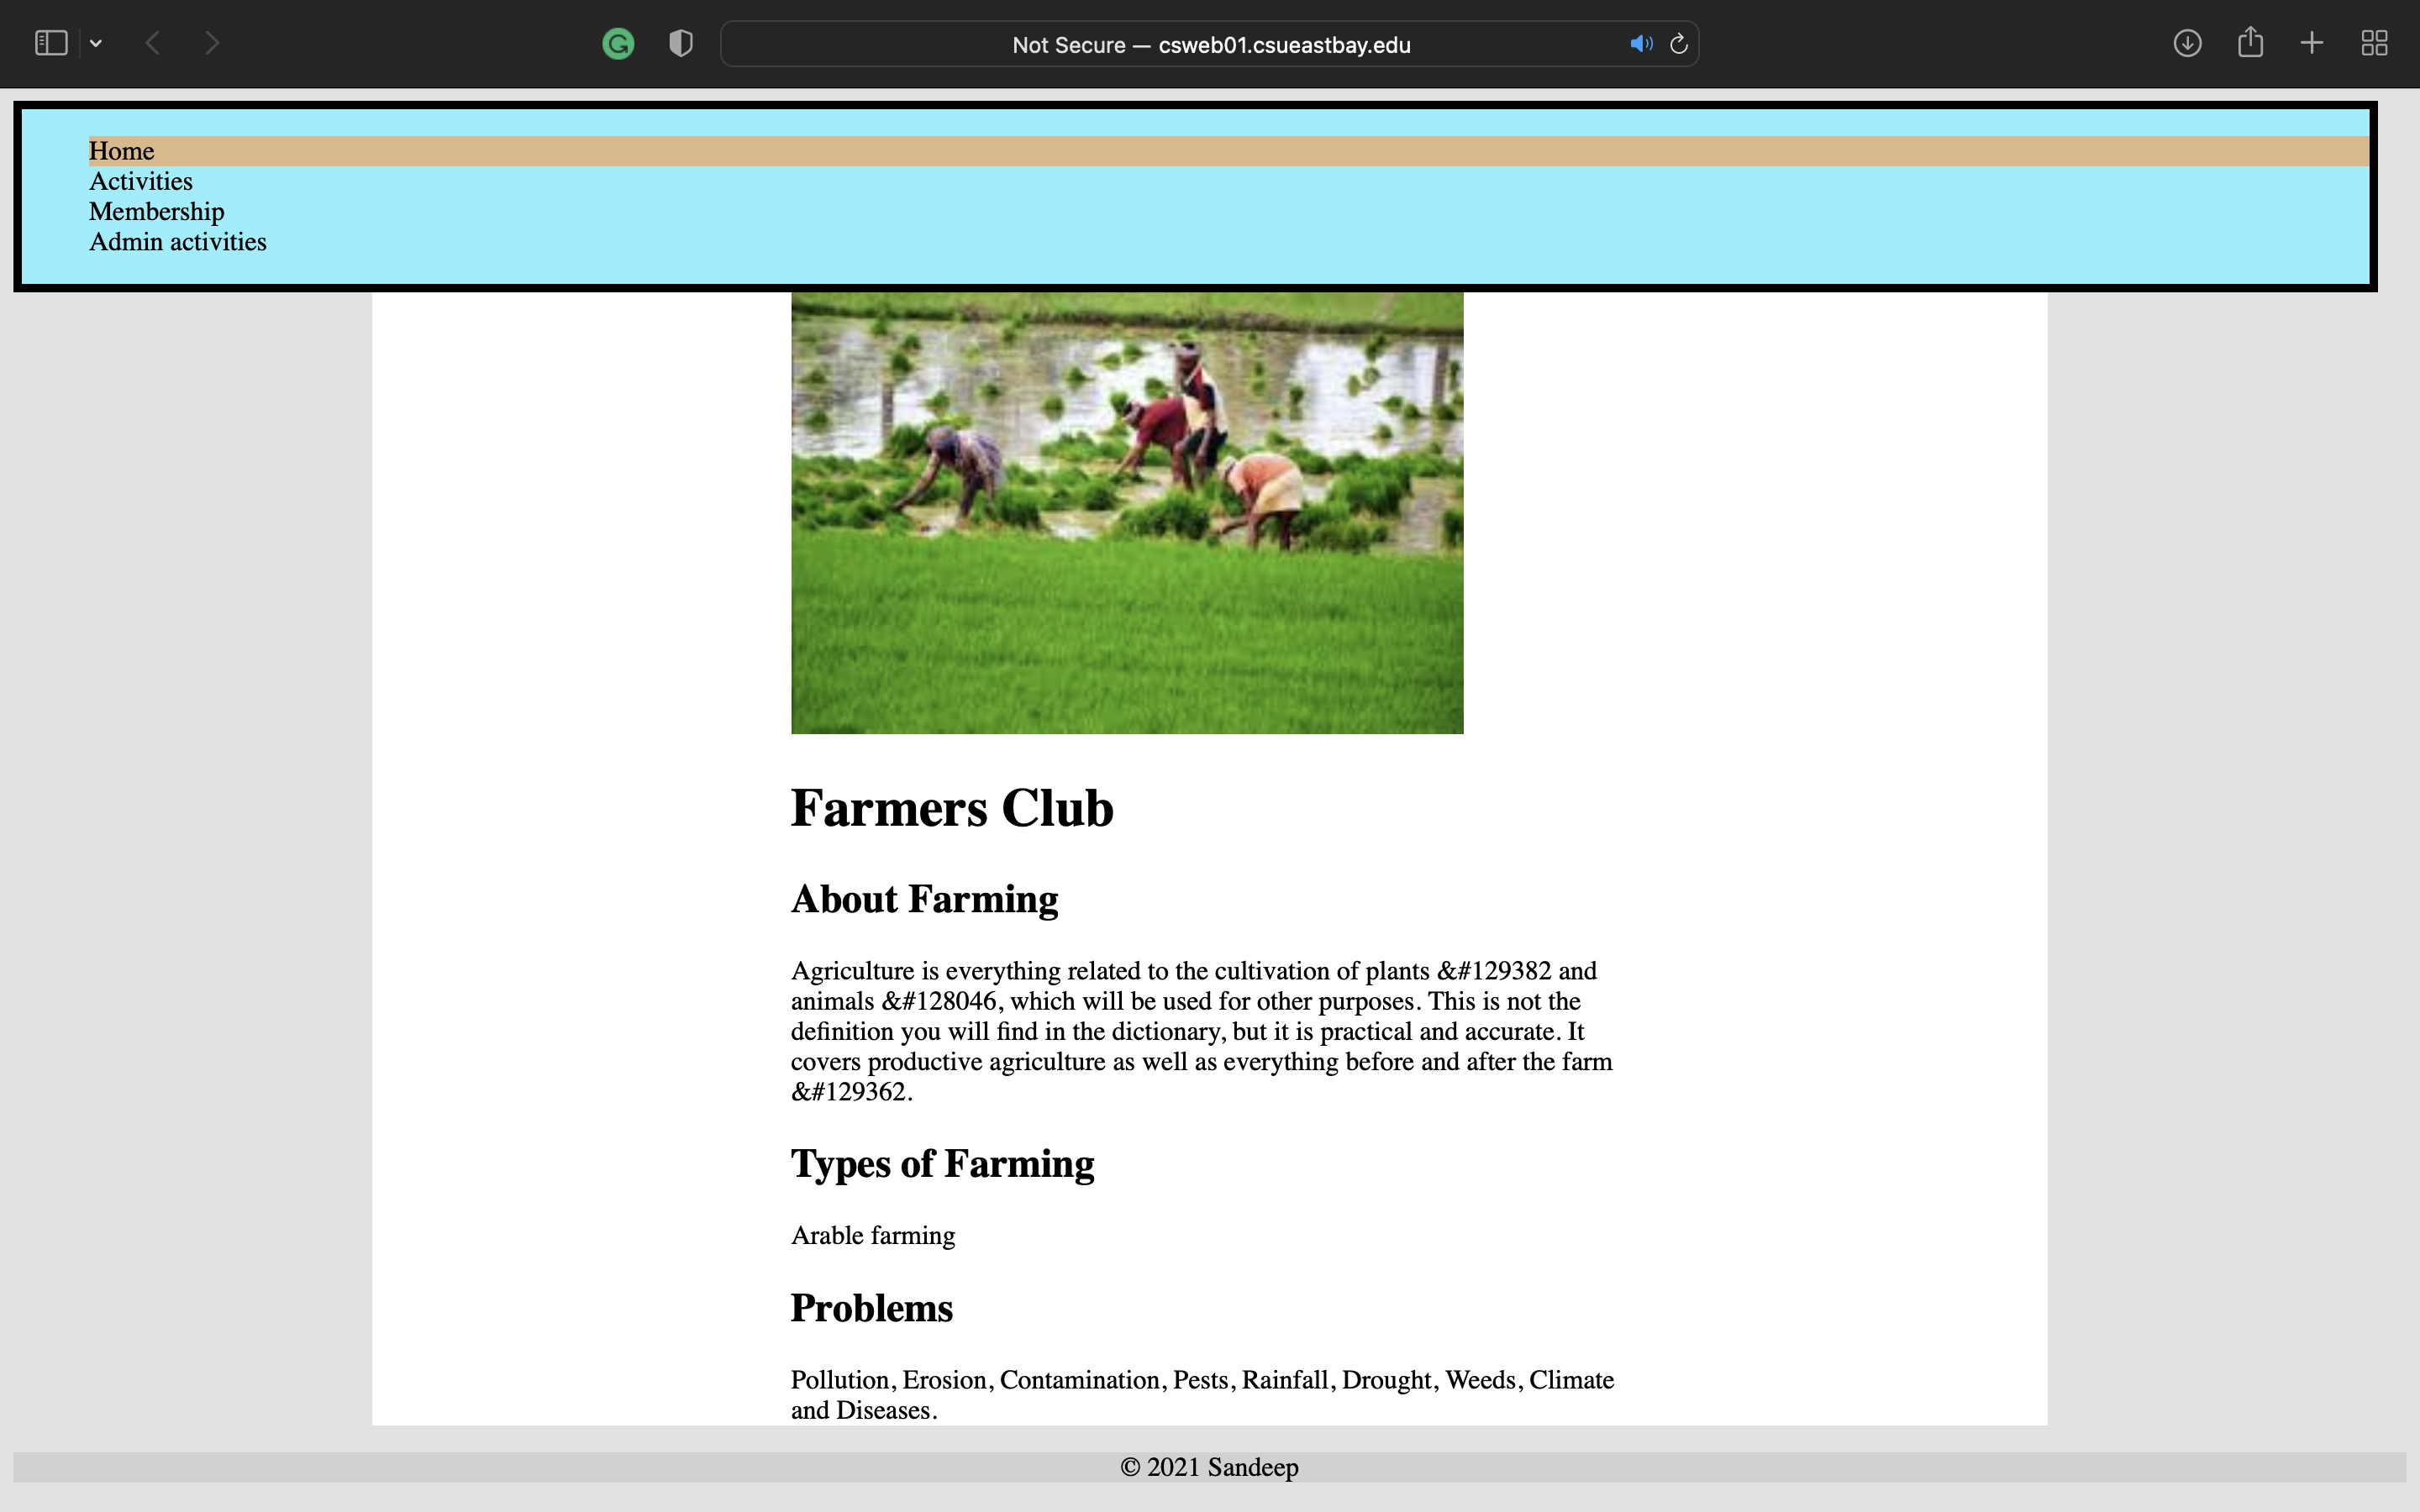 Not Secure — csweb01.csueastbay.edu
Home
Activities
Membership
Admin activities
Farmers Club
About Farming
Agriculture is everything related to the cultivation of plants &#129382 and
animals &#128046, which will be used for other purposes. This is not the
definition you will find in the dictionary, but it is practical and accurate. It
covers productive agriculture as well as everything before and after the farm
&#129362.
Types of Farming
Arable farming
Problems
Pollution, Erosion, Contamination, Pests, Rainfall, Drought, Weeds, Climate
and Diseases.
© 2021 Sandeep